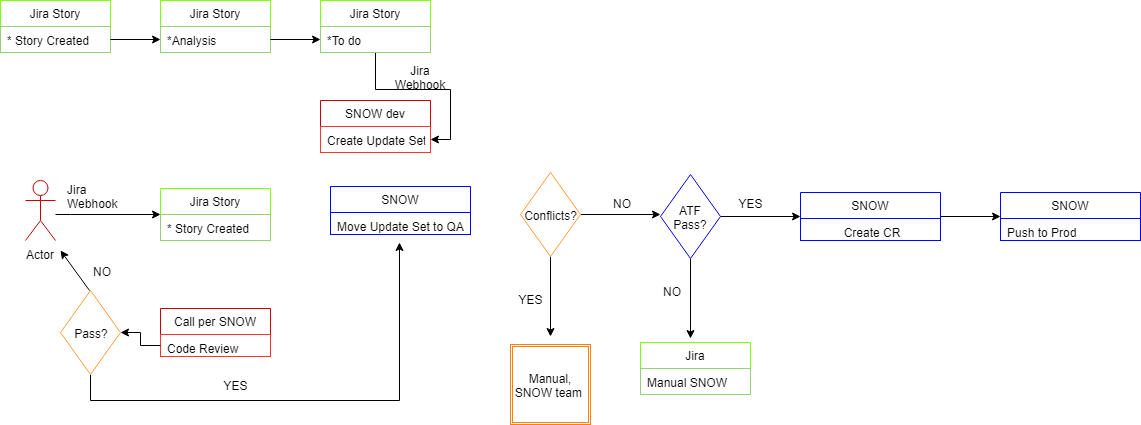 Jira Story
* Story Created
Jira Story
*Analysis
Jira Story
*To do
Jira
Webhook
SNOW dev
Create Update Set
Jira
Webhook
Actor
Jira Story
* Story Created
SNOW
Move Update Set to QA
NO
Pass?
Call per SNOW
Code Review
YES
Conflicts?
NO
ATF
Pass?
YES
SNOW
Create CR
SNOW
Push to Prod
YES
NO
Manual,
SNOW team
Jira
Manual SNOW